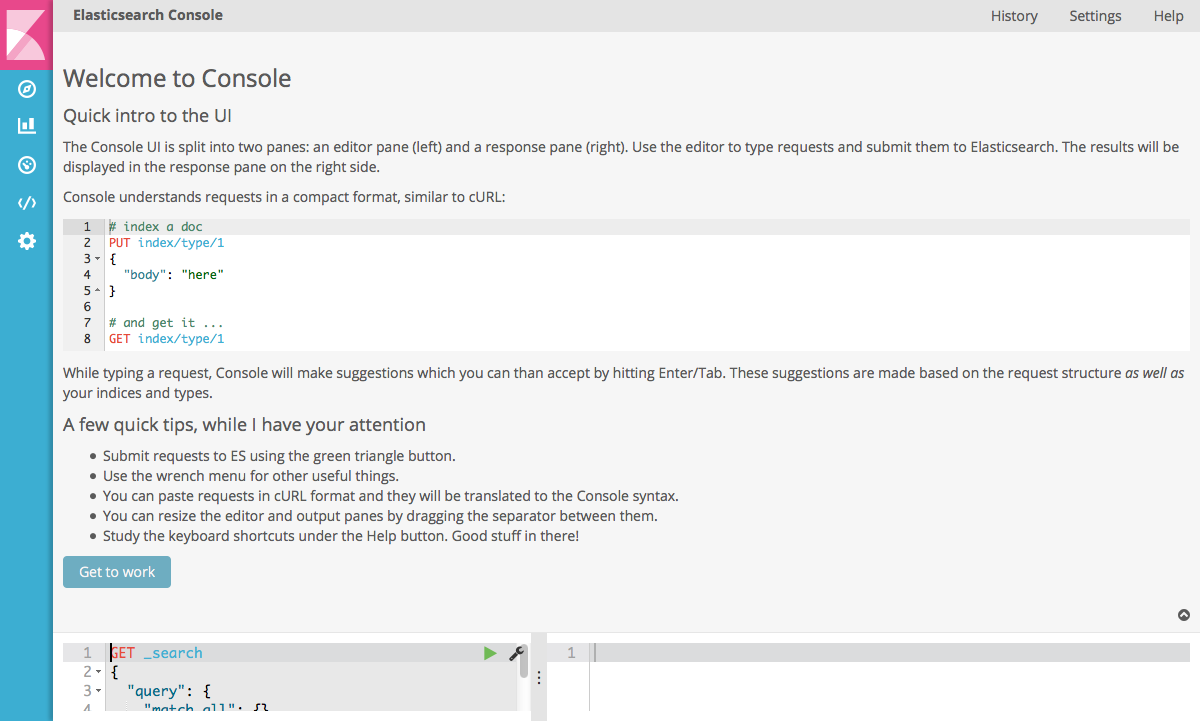 Elasticsearch Console
History
Settings
Help
Welcome to Console
Quick intro to the UI
The Console UI is split into two panes: an editor pane (left) and a response pane (right). Use the editor to type requests and submit them to Elasticsearch. The results will be
displayed in the response pane on the right side.
Console understands requests in a compact format, similar to cURL:
1 # index a doc
2 PUT index/type/1
3 {
4 "body": "here"
5 }
6
7 # and get it ...
8 GET index/type/1
While typing a request, Console will make suggestions which you can than accept by hitting Enter/Tab. These suggestions are made based on the request structure as well as
your indices and types.
A few quick tips, while I have your attention
Submit requests to ES using the green triangle button.
Use the wrench menu for other useful things.
You can paste requests in cURL format and they will be translated to the Console syntax.
You can resize the editor and output panes by dragging the separator between them.
Study the keyboard shortcuts under the Help button. Good stuff in there!
Get to work
1 GET _search
2 {
3 "query": {
4 "match_all": {}
1